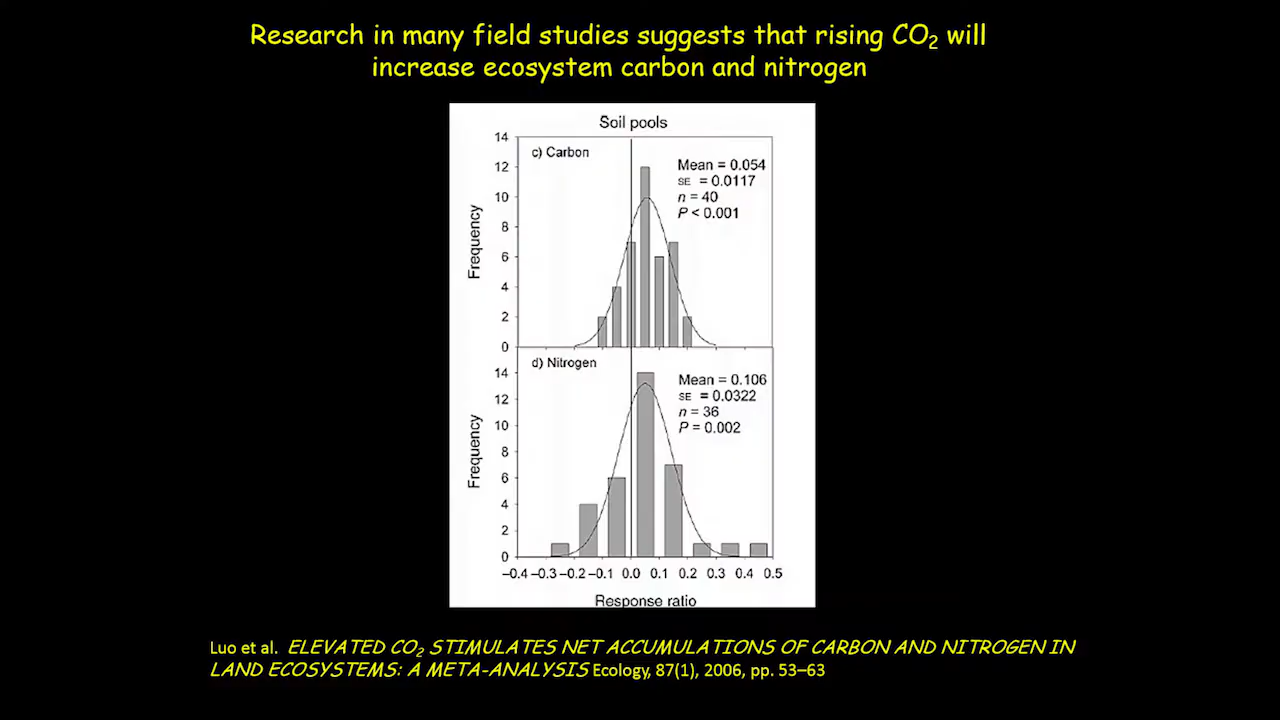 Research in many field studies suggests that rising CO₂ will
increase ecosystem carbon and nitrogen
Soil pools
14
12
10
8
6
4
2
0
Frequency
c) Carbon
Mean = 0.054
SE = 0.0117
n = 40
P < 0.001
14
12
10
8
6
4
2
0
Frequency
d) Nitrogen
Mean = 0.106
SE = 0.0322
n = 36
P = 0.002
–0.4 –0.3 –0.2 –0.1 0.0 0.1 0.2 0.3 0.4 0.5
Response ratio
Luo et al. ELEVATED CO₂ STIMULATES NET ACCUMULATIONS OF CARBON AND NITROGEN IN
LAND ECOSYSTEMS: A META-ANALYSIS Ecology, 87(1), 2006, pp. 53–63